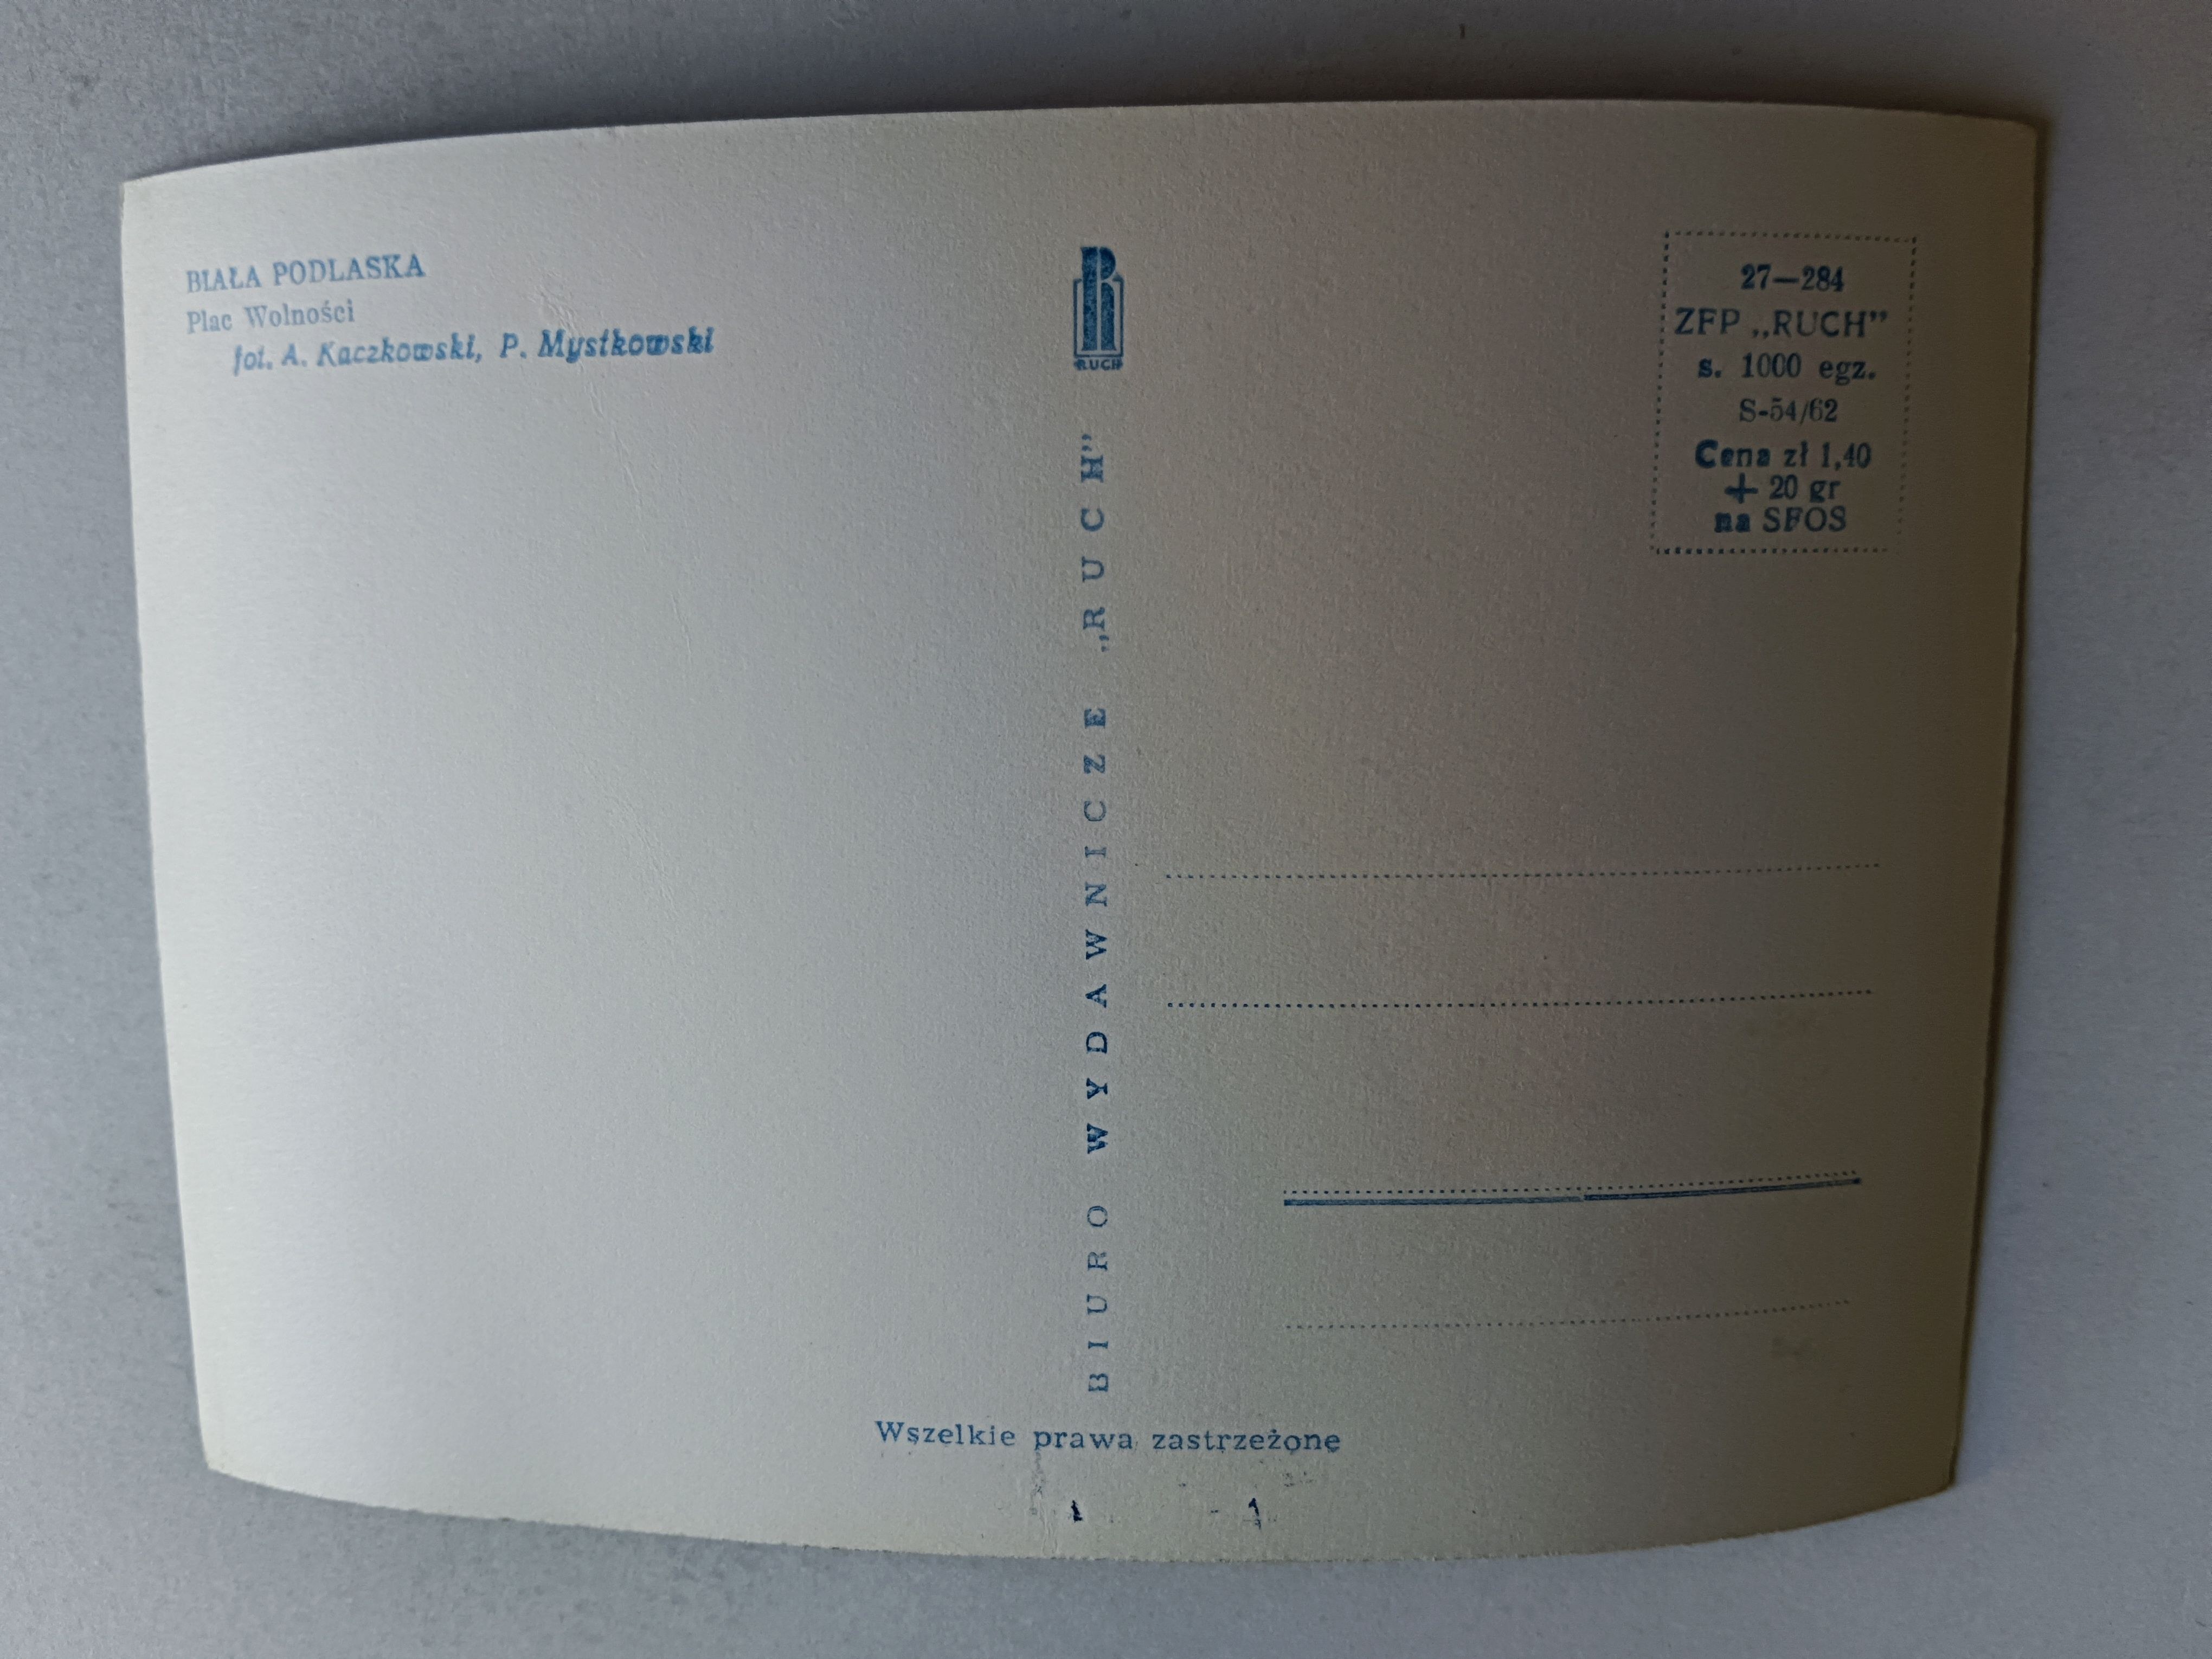 BIAŁA PODLASKA
Plac Wolności
fot. A. Kaczkowski, P. Mystkowski
RUCH
BIURO WYDAWNICZE „RUCH”
27—284
ZFP „RUCH”
s. 1000 egz.
S-54/62
Cena zł 1,40
+ 20 gr
na SFOS
Wszelkie prawa zastrzeżone